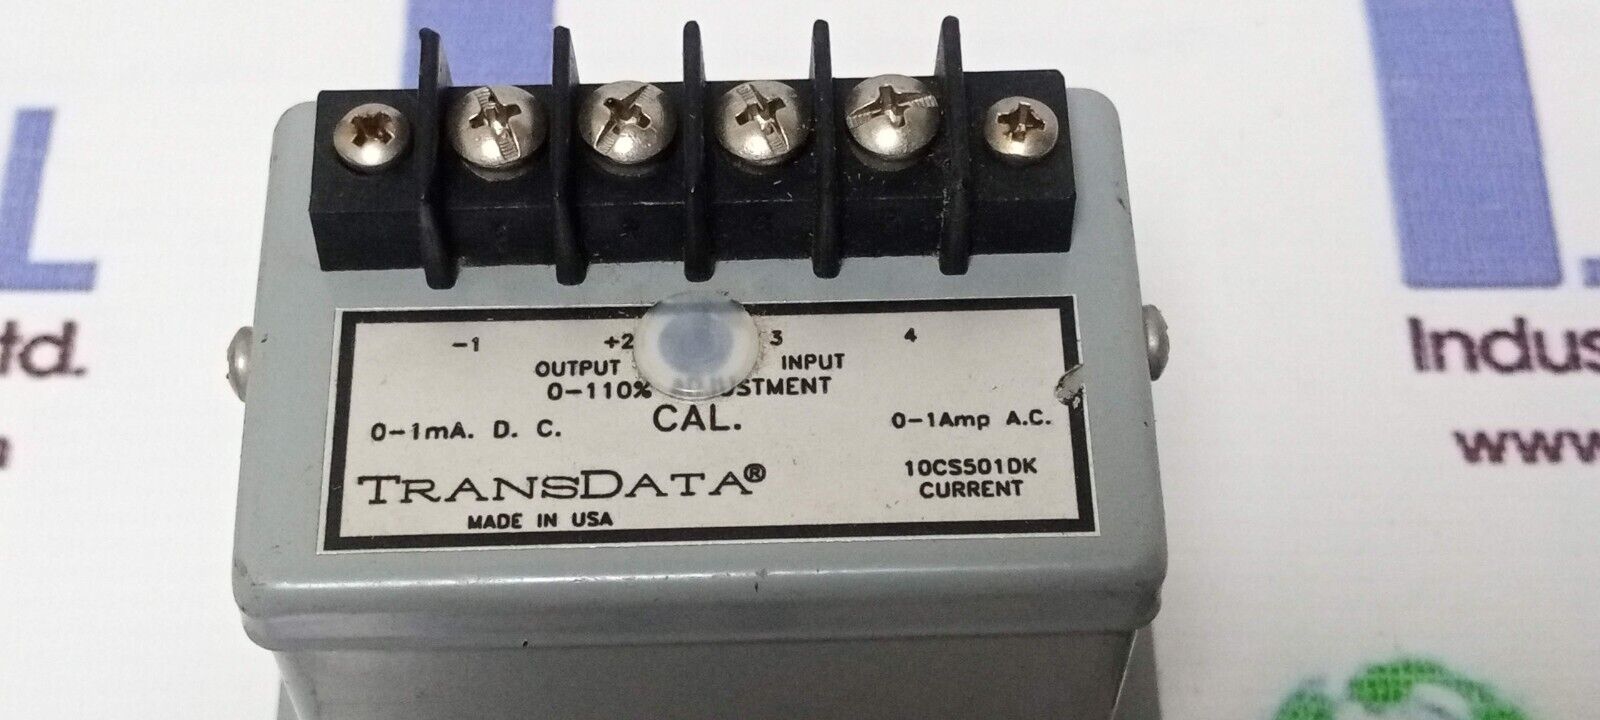 -1 +2 3 4
OUTPUT INPUT
0-110% ADJUSTMENT
0-1mA. D. C. CAL. 0-1Amp A.C.
TRANSDATA®
10CS501DK
CURRENT
MADE IN USA
td.
Indus
www